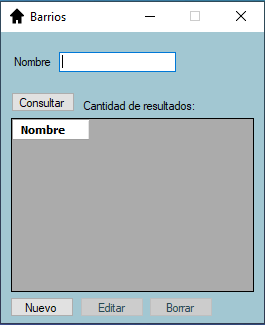 Barrios
Nombre
Consultar Cantidad de resultados:
Nombre
Nuevo Editar Borrar